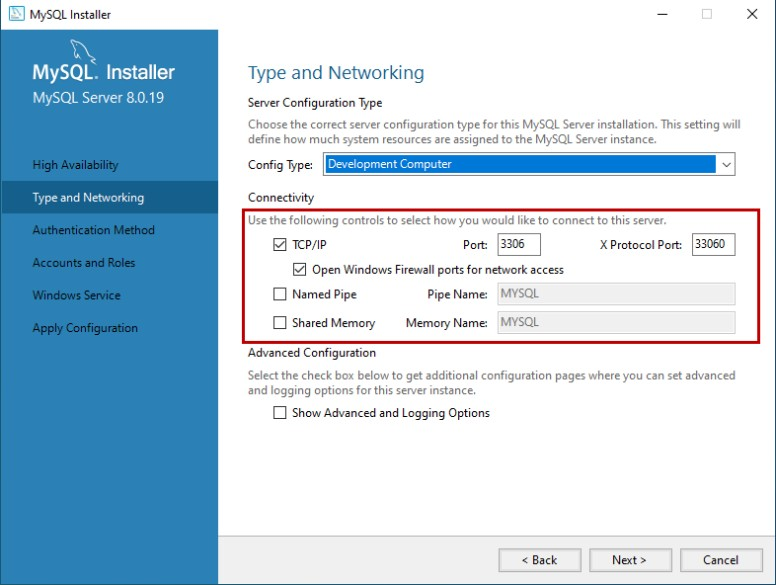 MySQL Installer
MySQL. Installer
MySQL Server 8.0.19
High Availability
Type and Networking
Authentication Method
Accounts and Roles
Windows Service
Apply Configuration
Type and Networking
Server Configuration Type
Choose the correct server configuration type for this MySQL Server installation. This setting will
define how much system resources are assigned to the MySQL Server instance.
Config Type: Development Computer
Connectivity
Use the following controls to select how you would like to connect to this server.
TCP/IP Port: 3306 X Protocol Port: 33060
Open Windows Firewall ports for network access
Named Pipe Pipe Name: MYSQL
Shared Memory Memory Name: MYSQL
Advanced Configuration
Select the check box below to get additional configuration pages where you can set advanced
and logging options for this server instance.
Show Advanced and Logging Options
< Back Next > Cancel